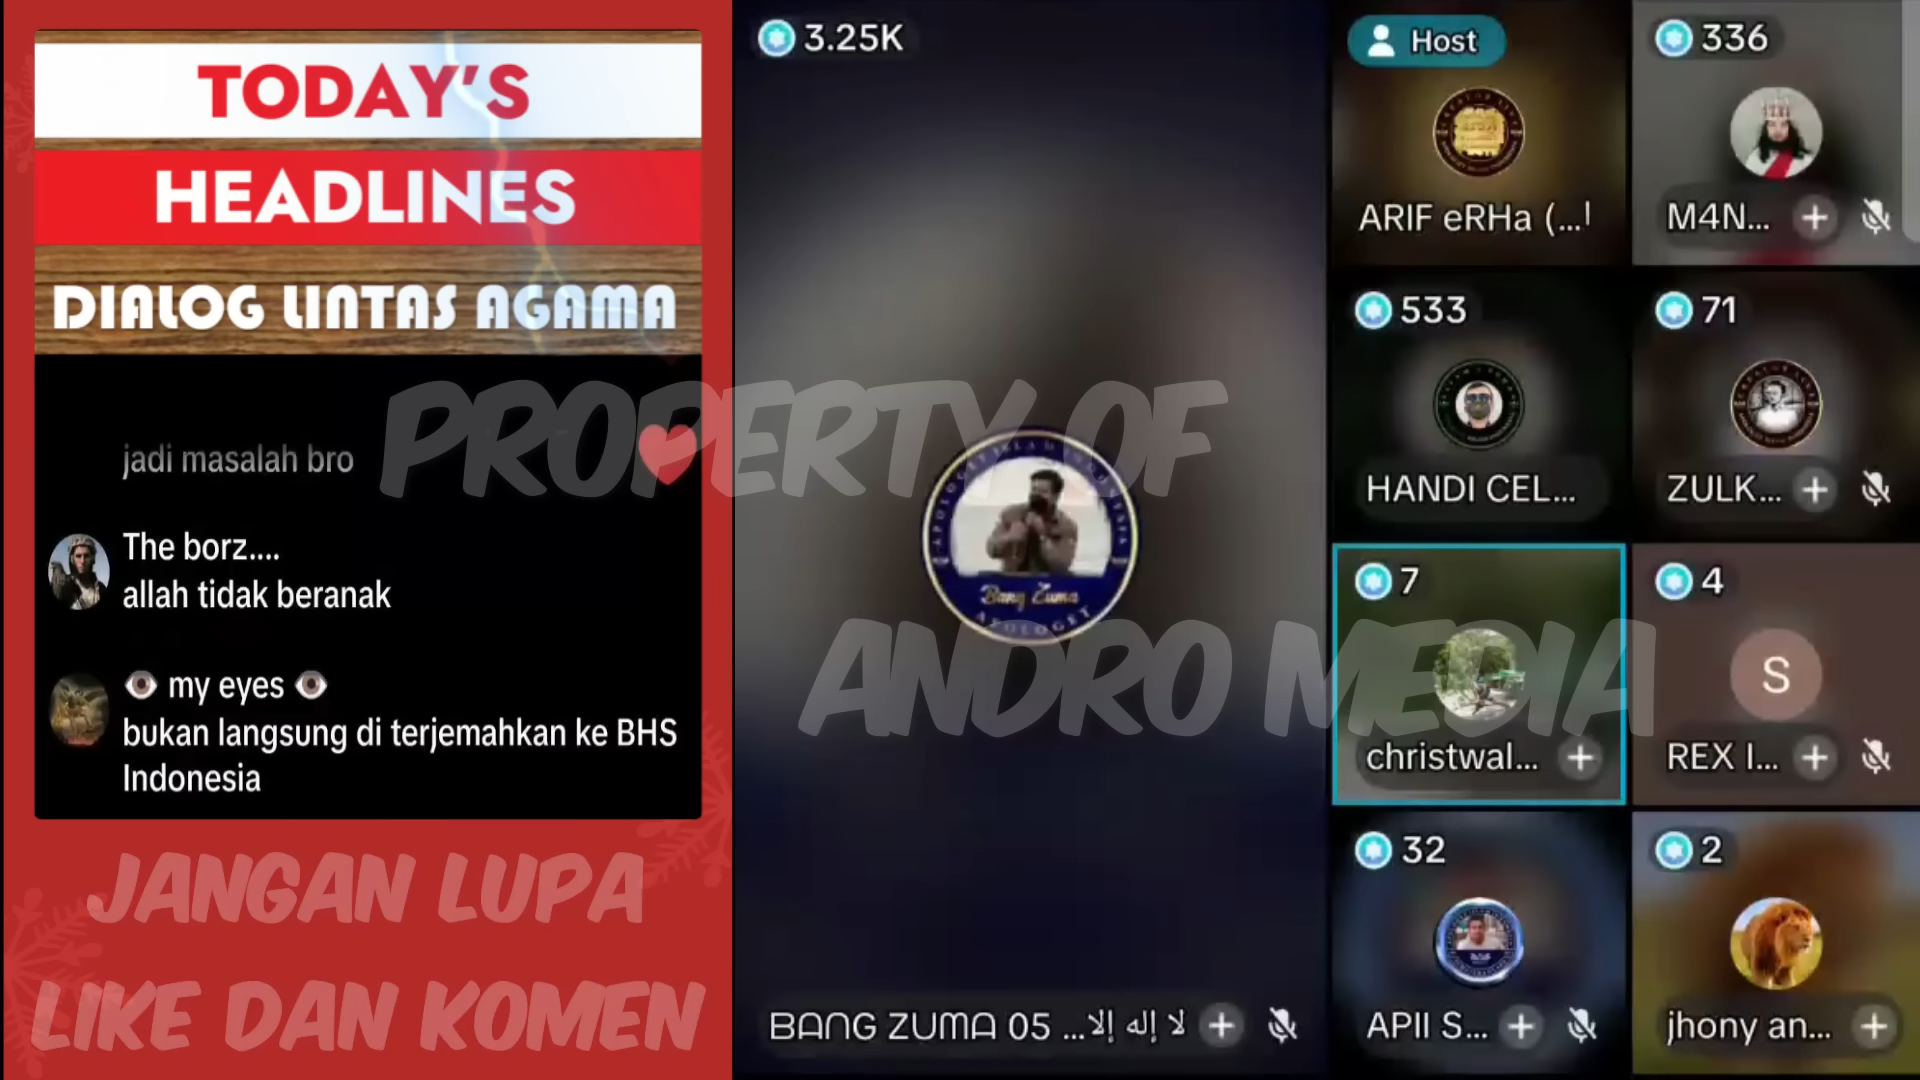 TODAY'S
HEADLINES
DIALOG LINTAS AGAMA
jadi masalah bro
The borz....
allah tidak beranak
👁 my eyes 👁
bukan langsung di terjemahkan ke BHS
Indonesia
JANGAN LUPA
LIKE DAN KOMEN
PROPERTY OF
ANDRO MEDIA
3.25K
Bang Zuma
APOLOGET
BANG ZUMA 05 ...لا إله إلا
Host
ARIF eRHa (...ا
336
M4N...
533
HANDI CEL...
71
ZULK...
7
christwal...
4
S
REX I...
32
APII S...
2
jhony an...